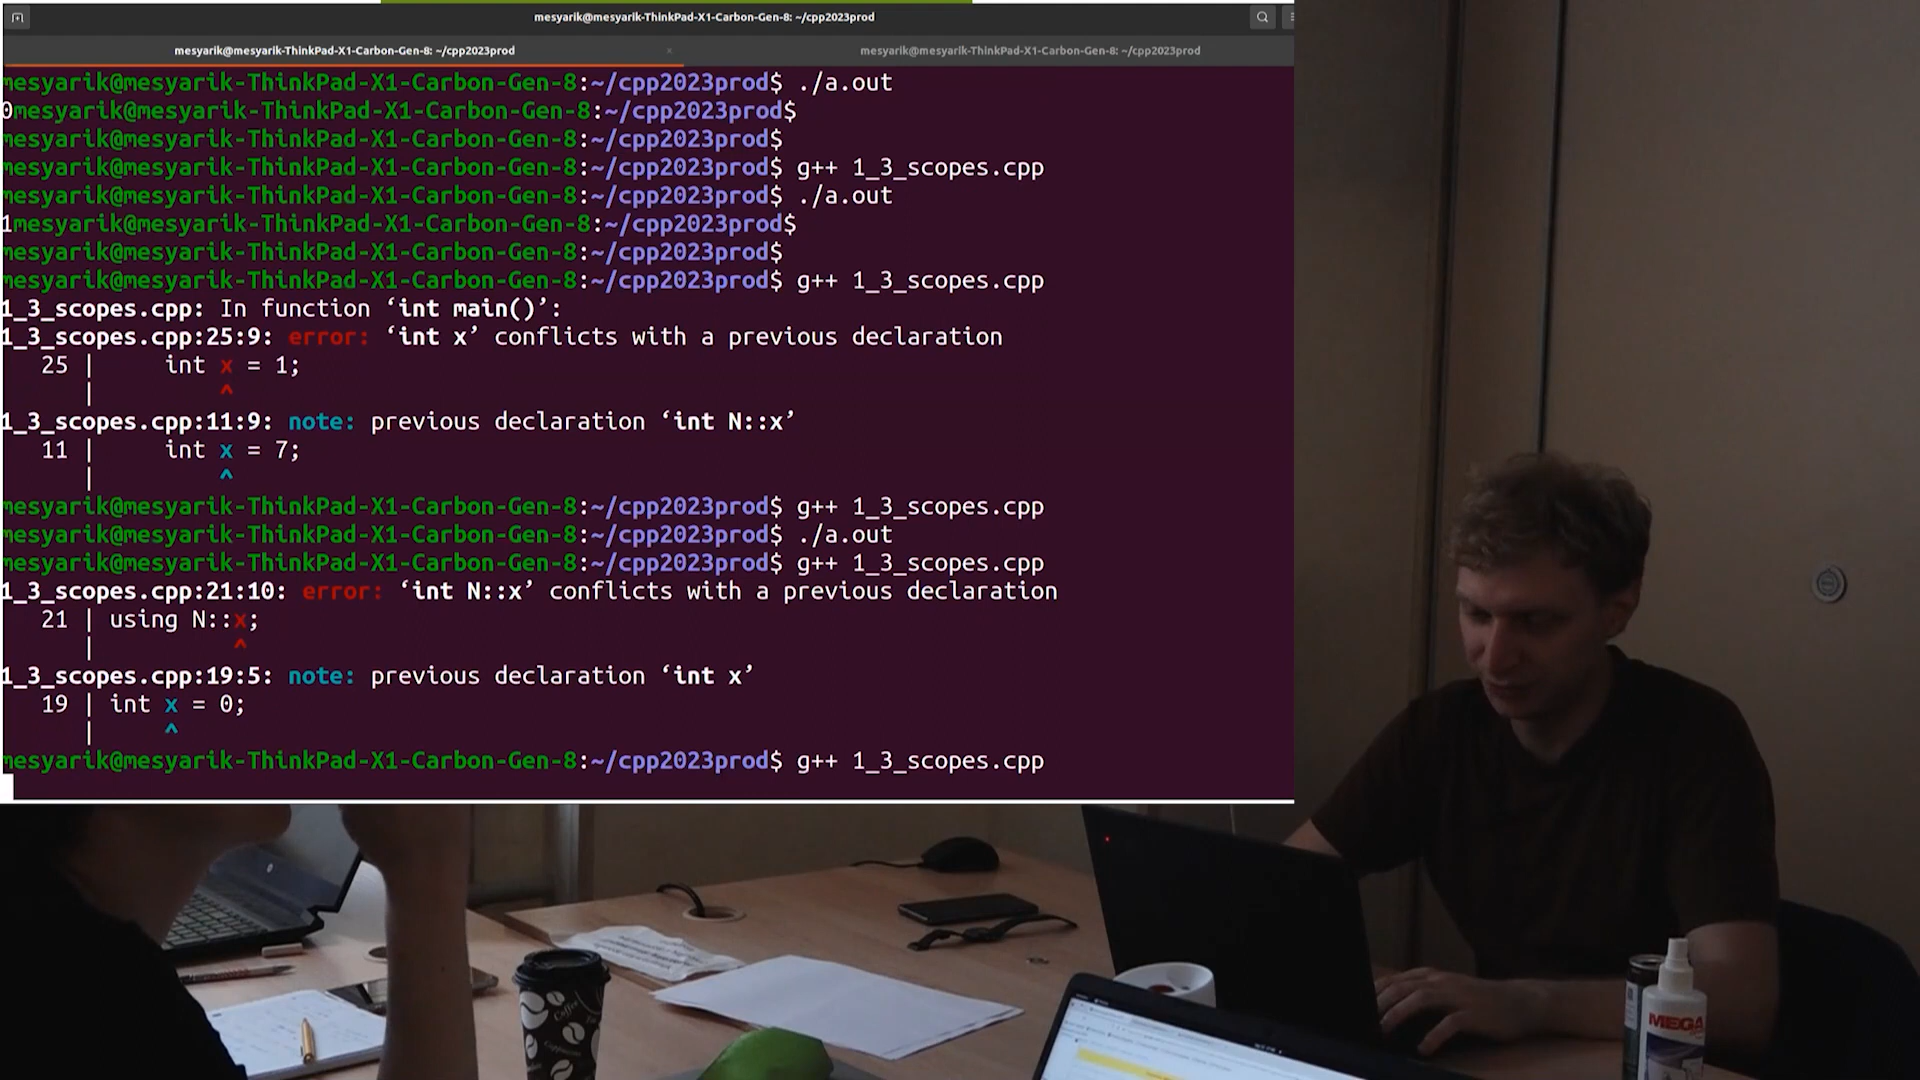 mesyarik@mesyarik-ThinkPad-X1-Carbon-Gen-8: ~/cpp2023prod
mesyarik@mesyarik-ThinkPad-X1-Carbon-Gen-8: ~/cpp2023prod × mesyarik@mesyarik-ThinkPad-X1-Carbon-Gen-8: ~/cpp2023prod
mesyarik@mesyarik-ThinkPad-X1-Carbon-Gen-8:~/cpp2023prod$ ./a.out
0mesyarik@mesyarik-ThinkPad-X1-Carbon-Gen-8:~/cpp2023prod$
mesyarik@mesyarik-ThinkPad-X1-Carbon-Gen-8:~/cpp2023prod$
mesyarik@mesyarik-ThinkPad-X1-Carbon-Gen-8:~/cpp2023prod$ g++ 1_3_scopes.cpp
mesyarik@mesyarik-ThinkPad-X1-Carbon-Gen-8:~/cpp2023prod$ ./a.out
1mesyarik@mesyarik-ThinkPad-X1-Carbon-Gen-8:~/cpp2023prod$
mesyarik@mesyarik-ThinkPad-X1-Carbon-Gen-8:~/cpp2023prod$
mesyarik@mesyarik-ThinkPad-X1-Carbon-Gen-8:~/cpp2023prod$ g++ 1_3_scopes.cpp
1_3_scopes.cpp: In function ‘int main()’:
1_3_scopes.cpp:25:9: error: ‘int x’ conflicts with a previous declaration
25 | int x = 1;
| ^
1_3_scopes.cpp:11:9: note: previous declaration ‘int N::x’
11 | int x = 7;
| ^
mesyarik@mesyarik-ThinkPad-X1-Carbon-Gen-8:~/cpp2023prod$ g++ 1_3_scopes.cpp
mesyarik@mesyarik-ThinkPad-X1-Carbon-Gen-8:~/cpp2023prod$ ./a.out
mesyarik@mesyarik-ThinkPad-X1-Carbon-Gen-8:~/cpp2023prod$ g++ 1_3_scopes.cpp
1_3_scopes.cpp:21:10: error: ‘int N::x’ conflicts with a previous declaration
21 | using N::x;
| ^
1_3_scopes.cpp:19:5: note: previous declaration ‘int x’
19 | int x = 0;
| ^
mesyarik@mesyarik-ThinkPad-X1-Carbon-Gen-8:~/cpp2023prod$ g++ 1_3_scopes.cpp
Coffee
MEGA